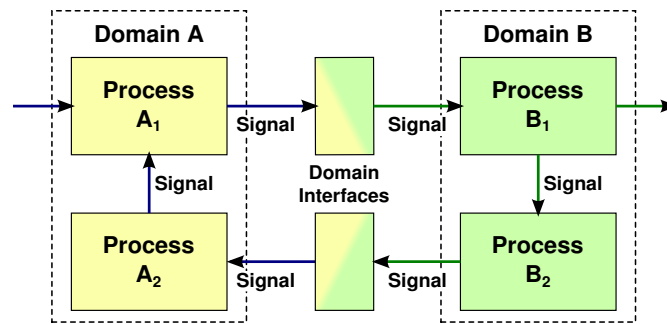 Domain A
Domain B
Process
A₁
Signal
Signal
Process
B₁
Signal
Domain
Interfaces
Signal
Process
A₂
Signal
Signal
Process
B₂